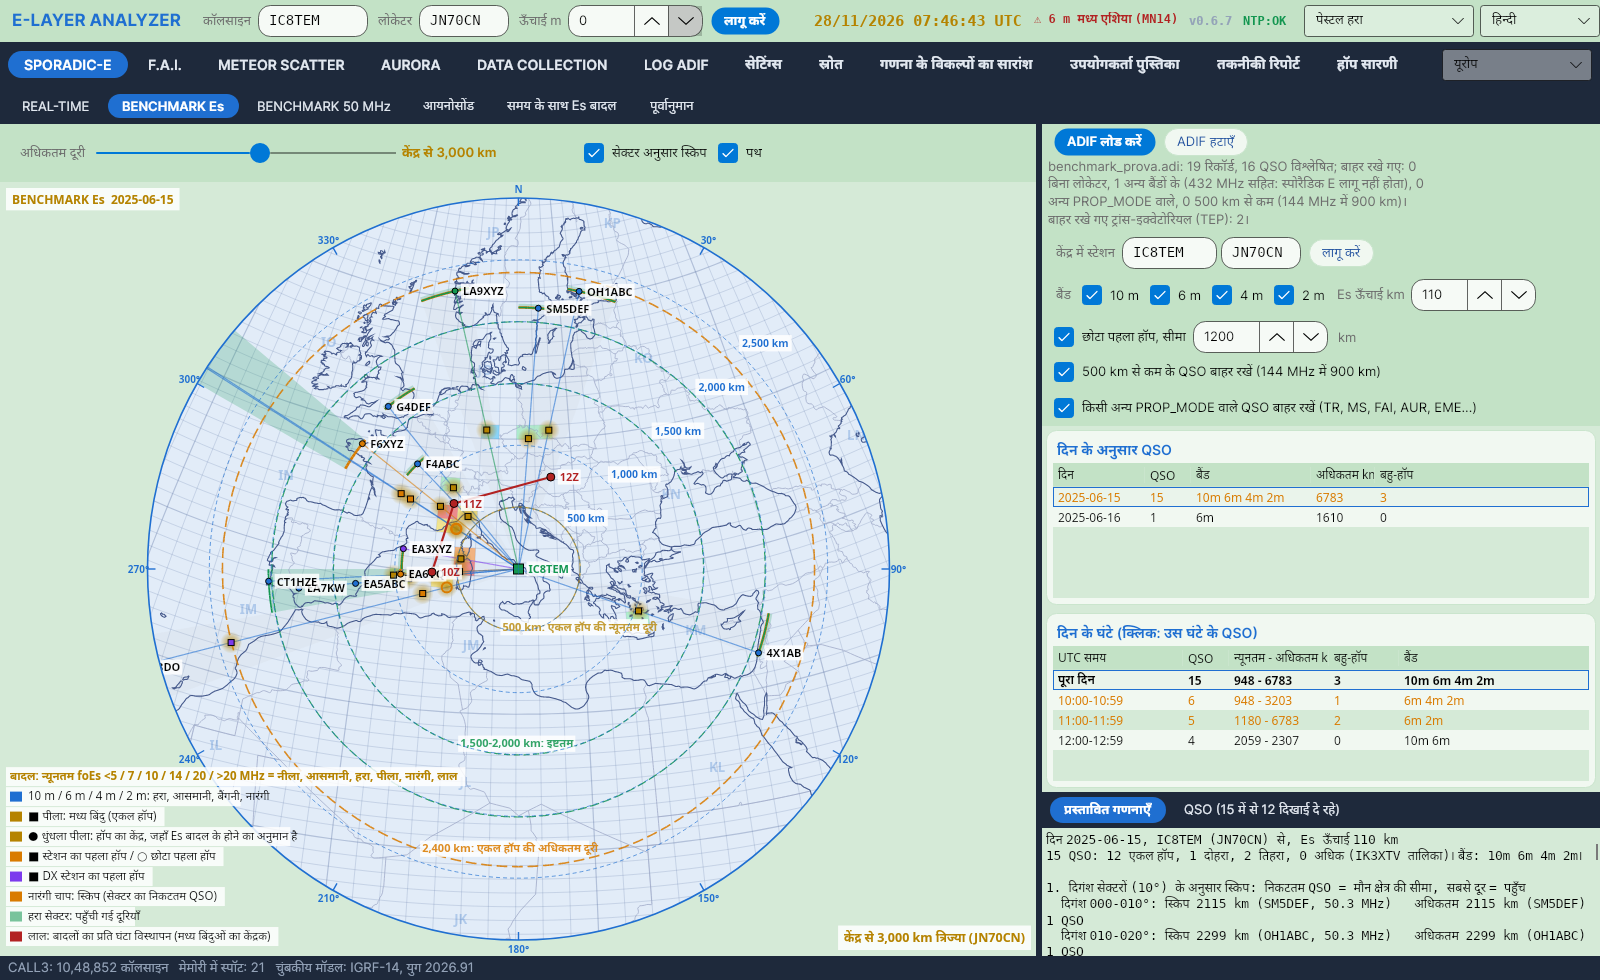 E-LAYER ANALYZER कॉलसाइन IC8TEM लोकेटर JN70CN ऊँचाई m 0 लागू करें 28/11/2026 07:46:43 UTC ⚠ 6 m मध्य एशिया (MN14) v0.6.7 NTP:OK पेस्टल हरा हिन्दी
SPORADIC-E F.A.I. METEOR SCATTER AURORA DATA COLLECTION LOG ADIF सेटिंग्स स्रोत गणना के विकल्पों का सारांश उपयोगकर्ता पुस्तिका तकनीकी रिपोर्ट हॉप सारणी यूरोप
REAL-TIME BENCHMARK Es BENCHMARK 50 MHz आयनोसोंड समय के साथ Es बादल पूर्वानुमान
अधिकतम दूरी केंद्र से 3,000 km सेक्टर अनुसार स्किप पथ
BENCHMARK Es 2025-06-15
N
330° 30°
JR KP
LA9XYZ OH1ABC
SM5DEF
2,500 km
300° 60°
2,000 km
G4DEF
1,500 km
F6XYZ
F4ABC
1,000 km
12Z
IN
11Z
500 km
EA3XYZ
270° 90°
EA6 10Z IC8TEM
CT1HZE EA5ABC
EA7KW
IM
500 km: एकल हॉप की न्यूनतम दूरी
KM
JM
4X1AB
DO
1,500-2,000 km: इष्टतम
IL
240° 120°
KL
JL
2,400 km: एकल हॉप की अधिकतम दूरी
210° 150°
JK
180°
बादल: न्यूनतम foEs <5 / 7 / 10 / 14 / 20 / >20 MHz = नीला, आसमानी, हरा, पीला, नारंगी, लाल
10 m / 6 m / 4 m / 2 m: हरा, आसमानी, बैंगनी, नारंगी
■ पीला: मध्य बिंदु (एकल हॉप)
● धुंधला पीला: हॉप का केंद्र, जहाँ Es बादल के होने का अनुमान है
■ स्टेशन का पहला हॉप / ○ छोटा पहला हॉप
■ DX स्टेशन का पहला हॉप
नारंगी चाप: स्किप (सेक्टर का निकटतम QSO)
हरा सेक्टर: पहुँची गई दूरियाँ
लाल: बादलों का प्रति घंटा विस्थापन (मध्य बिंदुओं का केंद्रक)
केंद्र से 3,000 km त्रिज्या (JN70CN)
ADIF लोड करें ADIF हटाएँ
benchmark_prova.adi: 19 रिकॉर्ड, 16 QSO विश्लेषित; बाहर रखे गए: 0
बिना लोकेटर, 1 अन्य बैंडों के (432 MHz सहित: स्पोरैडिक E लागू नहीं होता), 0
अन्य PROP_MODE वाले, 0 500 km से कम (144 MHz में 900 km)।
बाहर रखे गए ट्रांस-इक्वेटोरियल (TEP): 2।
केंद्र में स्टेशन IC8TEM JN70CN लागू करें
बैंड 10 m 6 m 4 m 2 m Es ऊँचाई km 110
छोटा पहला हॉप, सीमा 1200 km
500 km से कम के QSO बाहर रखें (144 MHz में 900 km)
किसी अन्य PROP_MODE वाले QSO बाहर रखें (TR, MS, FAI, AUR, EME...)
दिन के अनुसार QSO
दिन QSO बैंड अधिकतम km बहु-हॉप
2025-06-15 15 10m 6m 4m 2m 6783 3
2025-06-16 1 6m 1610 0
दिन के घंटे (क्लिक: उस घंटे के QSO)
UTC समय QSO न्यूनतम - अधिकतम k बहु-हॉप बैंड
पूरा दिन 15 948 - 6783 3 10m 6m 4m 2m
10:00-10:59 6 948 - 3203 1 6m 4m 2m
11:00-11:59 5 1180 - 6783 2 6m 2m
12:00-12:59 4 2059 - 2307 0 10m 6m
प्रस्तावित गणनाएँ QSO (15 में से 12 दिखाई दे रहे)
दिन 2025-06-15, IC8TEM (JN70CN) से, Es ऊँचाई 110 km
15 QSO: 12 एकल हॉप, 1 दोहरा, 2 तिहरा, 0 अधिक (IK3XTV तालिका)। बैंड: 10m 6m 4m 2m।
1. दिगंश सेक्टरों (10°) के अनुसार स्किप: निकटतम QSO = मौन क्षेत्र की सीमा, सबसे दूर = पहुँच
दिगंश 000-010°: स्किप 2115 km (SM5DEF, 50.3 MHz) अधिकतम 2115 km (SM5DEF)
1 QSO
दिगंश 010-020°: स्किप 2299 km (OH1ABC, 50.3 MHz) अधिकतम 2299 km (OH1ABC)
1 QSO
CALL3: 10,48,852 कॉलसाइन मेमोरी में स्पॉट: 21 चुंबकीय मॉडल: IGRF-14, युग 2026.91